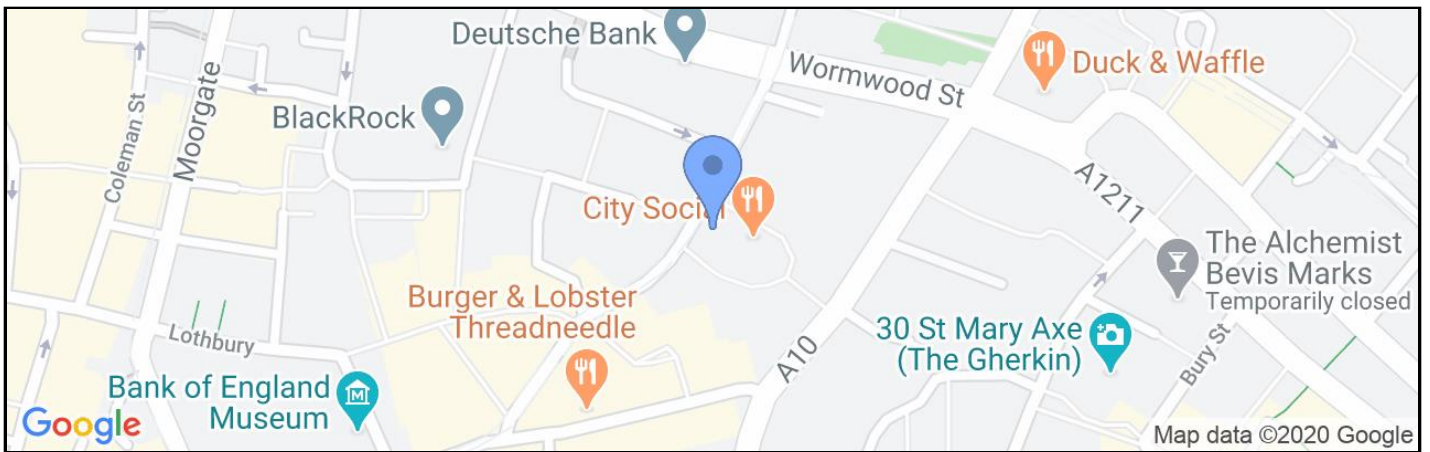 Deutsche Bank
Wormwood St
Duck & Waffle
Coleman St
Moorgate
BlackRock
City Social
A1211
The Alchemist
Bevis Marks
Temporarily closed
Burger & Lobster
Threadneedle
Lothbury
A10
30 St Mary Axe
(The Gherkin)
Bury St
Bank of England
Museum
Google
Map data ©2020 Google